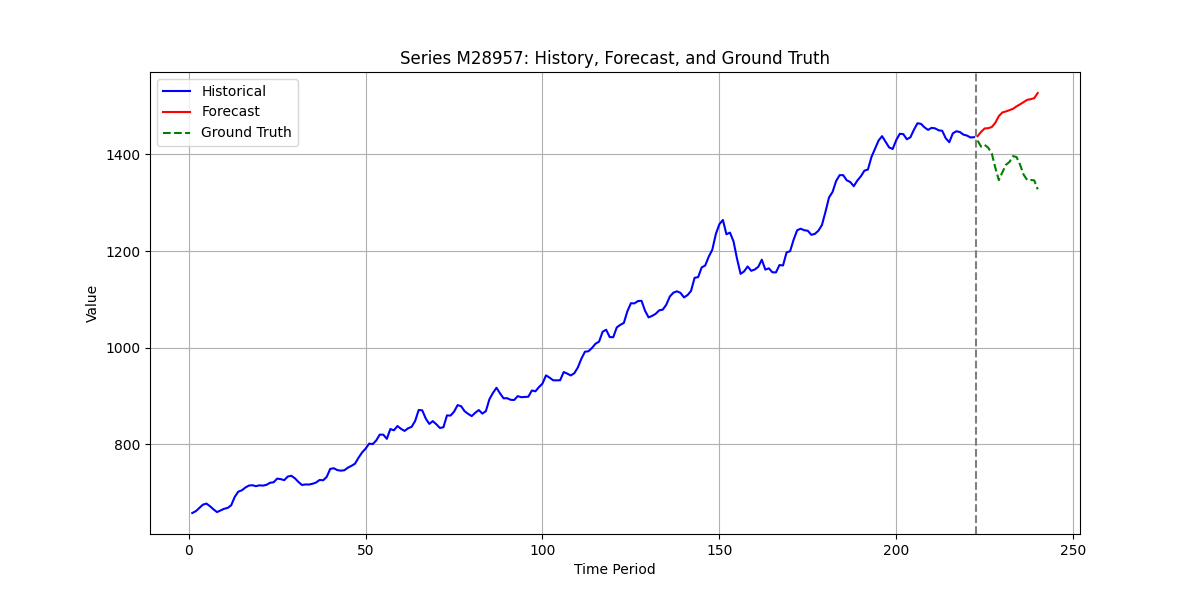 Series M28957: History, Forecast, and Ground Truth
Historical
Forecast
Ground Truth
1400
1200
1000
800
Value
0 50 100 150 200 250
Time Period